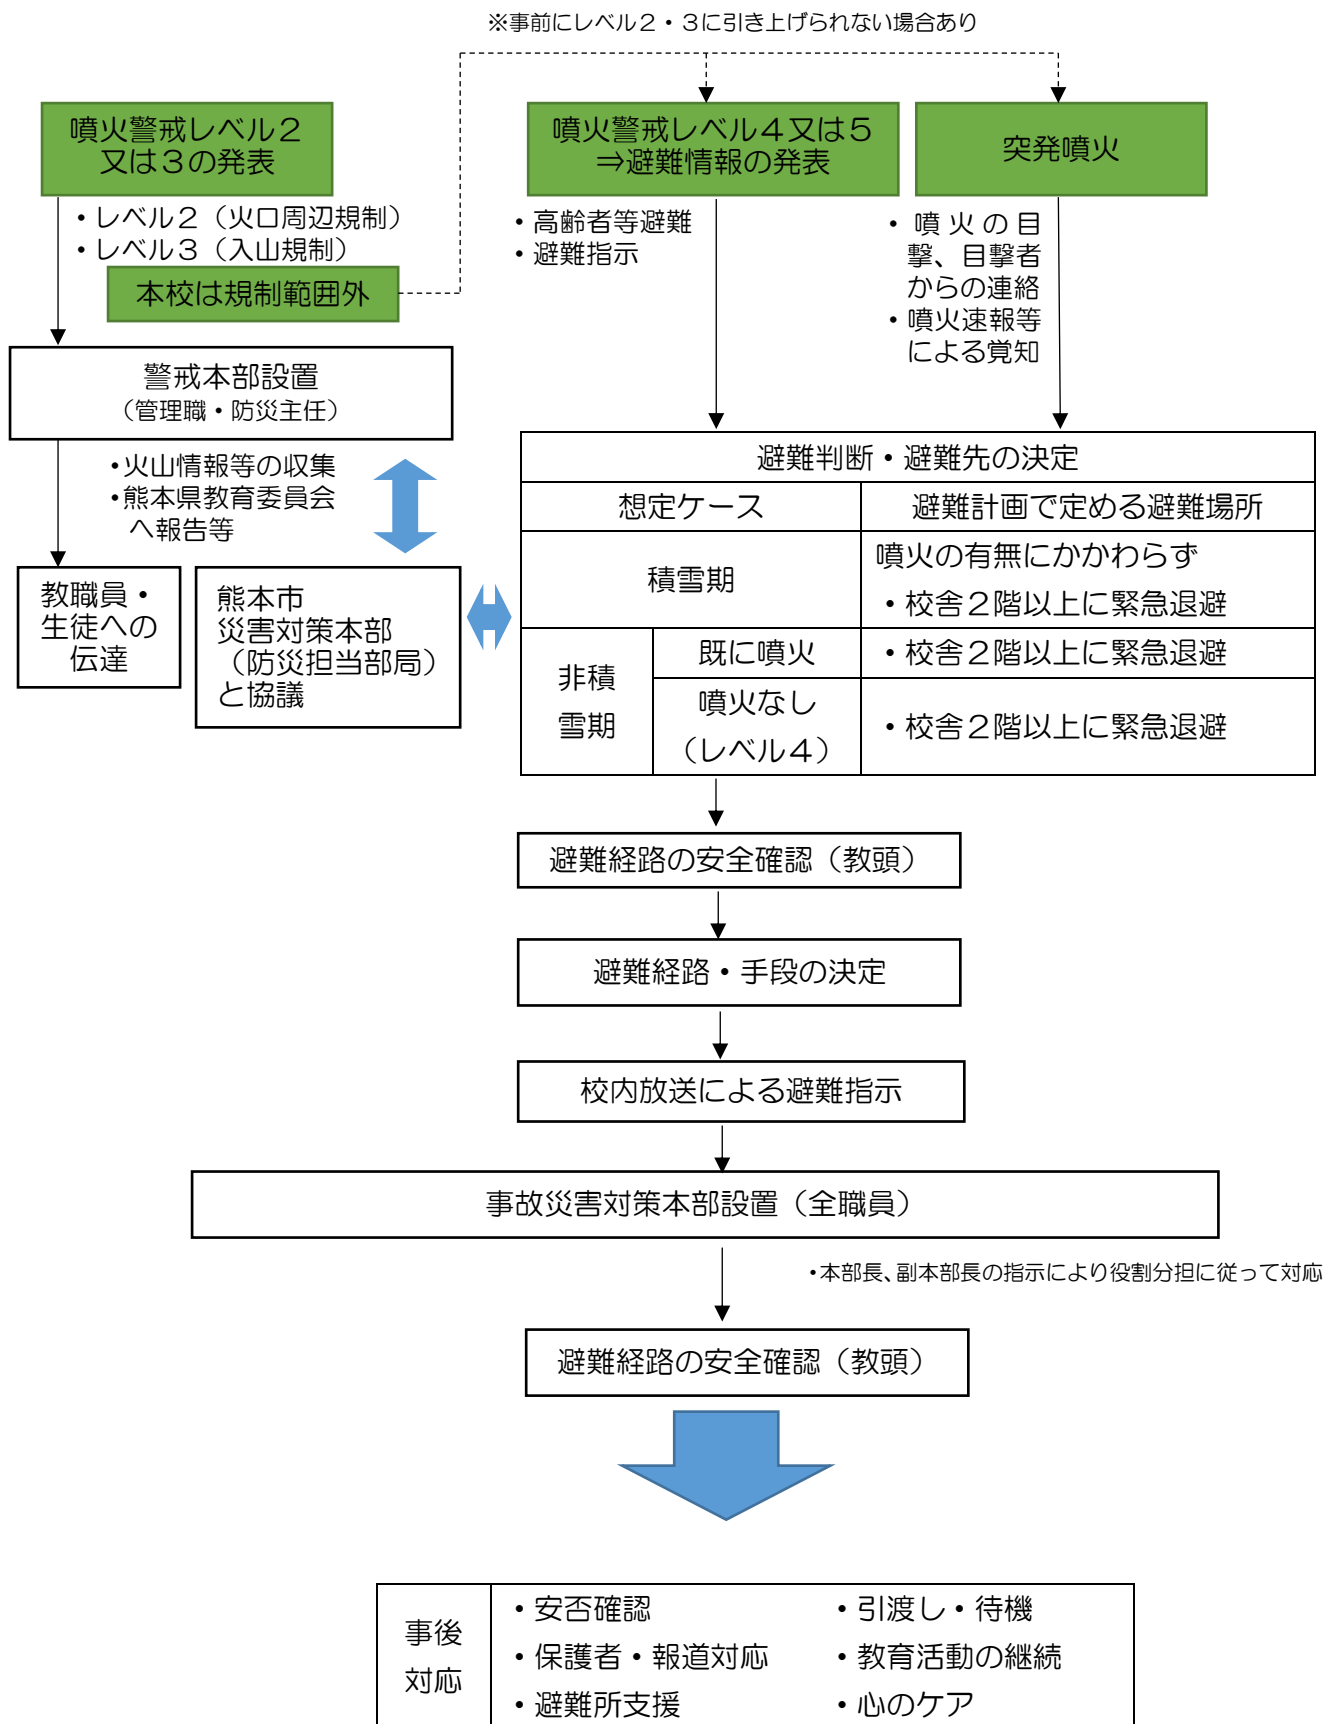 ※事前にレベル２・３に引き上げられない場合あり
噴火警戒レベル２
又は３の発表
噴火警戒レベル４又は５
⇒避難情報の発表
突発噴火
・レベル２（火口周辺規制）
・レベル３（入山規制）
本校は規制範囲外
・高齢者等避難
・避難指示
・噴火の目
撃、目撃者
からの連絡
・噴火速報等
による覚知
警戒本部設置
（管理職・防災主任）
・火山情報等の収集
・熊本県教育委員会
へ報告等
教職員・
生徒への
伝達
熊本市
災害対策本部
（防災担当部局）
と協議
避難判断・避難先の決定
想定ケース
避難計画で定める避難場所
積雪期
噴火の有無にかかわらず
・校舎２階以上に緊急退避
非積
雪期
既に噴火
・校舎２階以上に緊急退避
噴火なし
（レベル４）
・校舎２階以上に緊急退避
避難経路の安全確認（教頭）
避難経路・手段の決定
校内放送による避難指示
事故災害対策本部設置（全職員）
・本部長、副本部長の指示により役割分担に従って対応
避難経路の安全確認（教頭）
事後
対応
・安否確認
・引渡し・待機
・保護者・報道対応
・教育活動の継続
・避難所支援
・心のケア